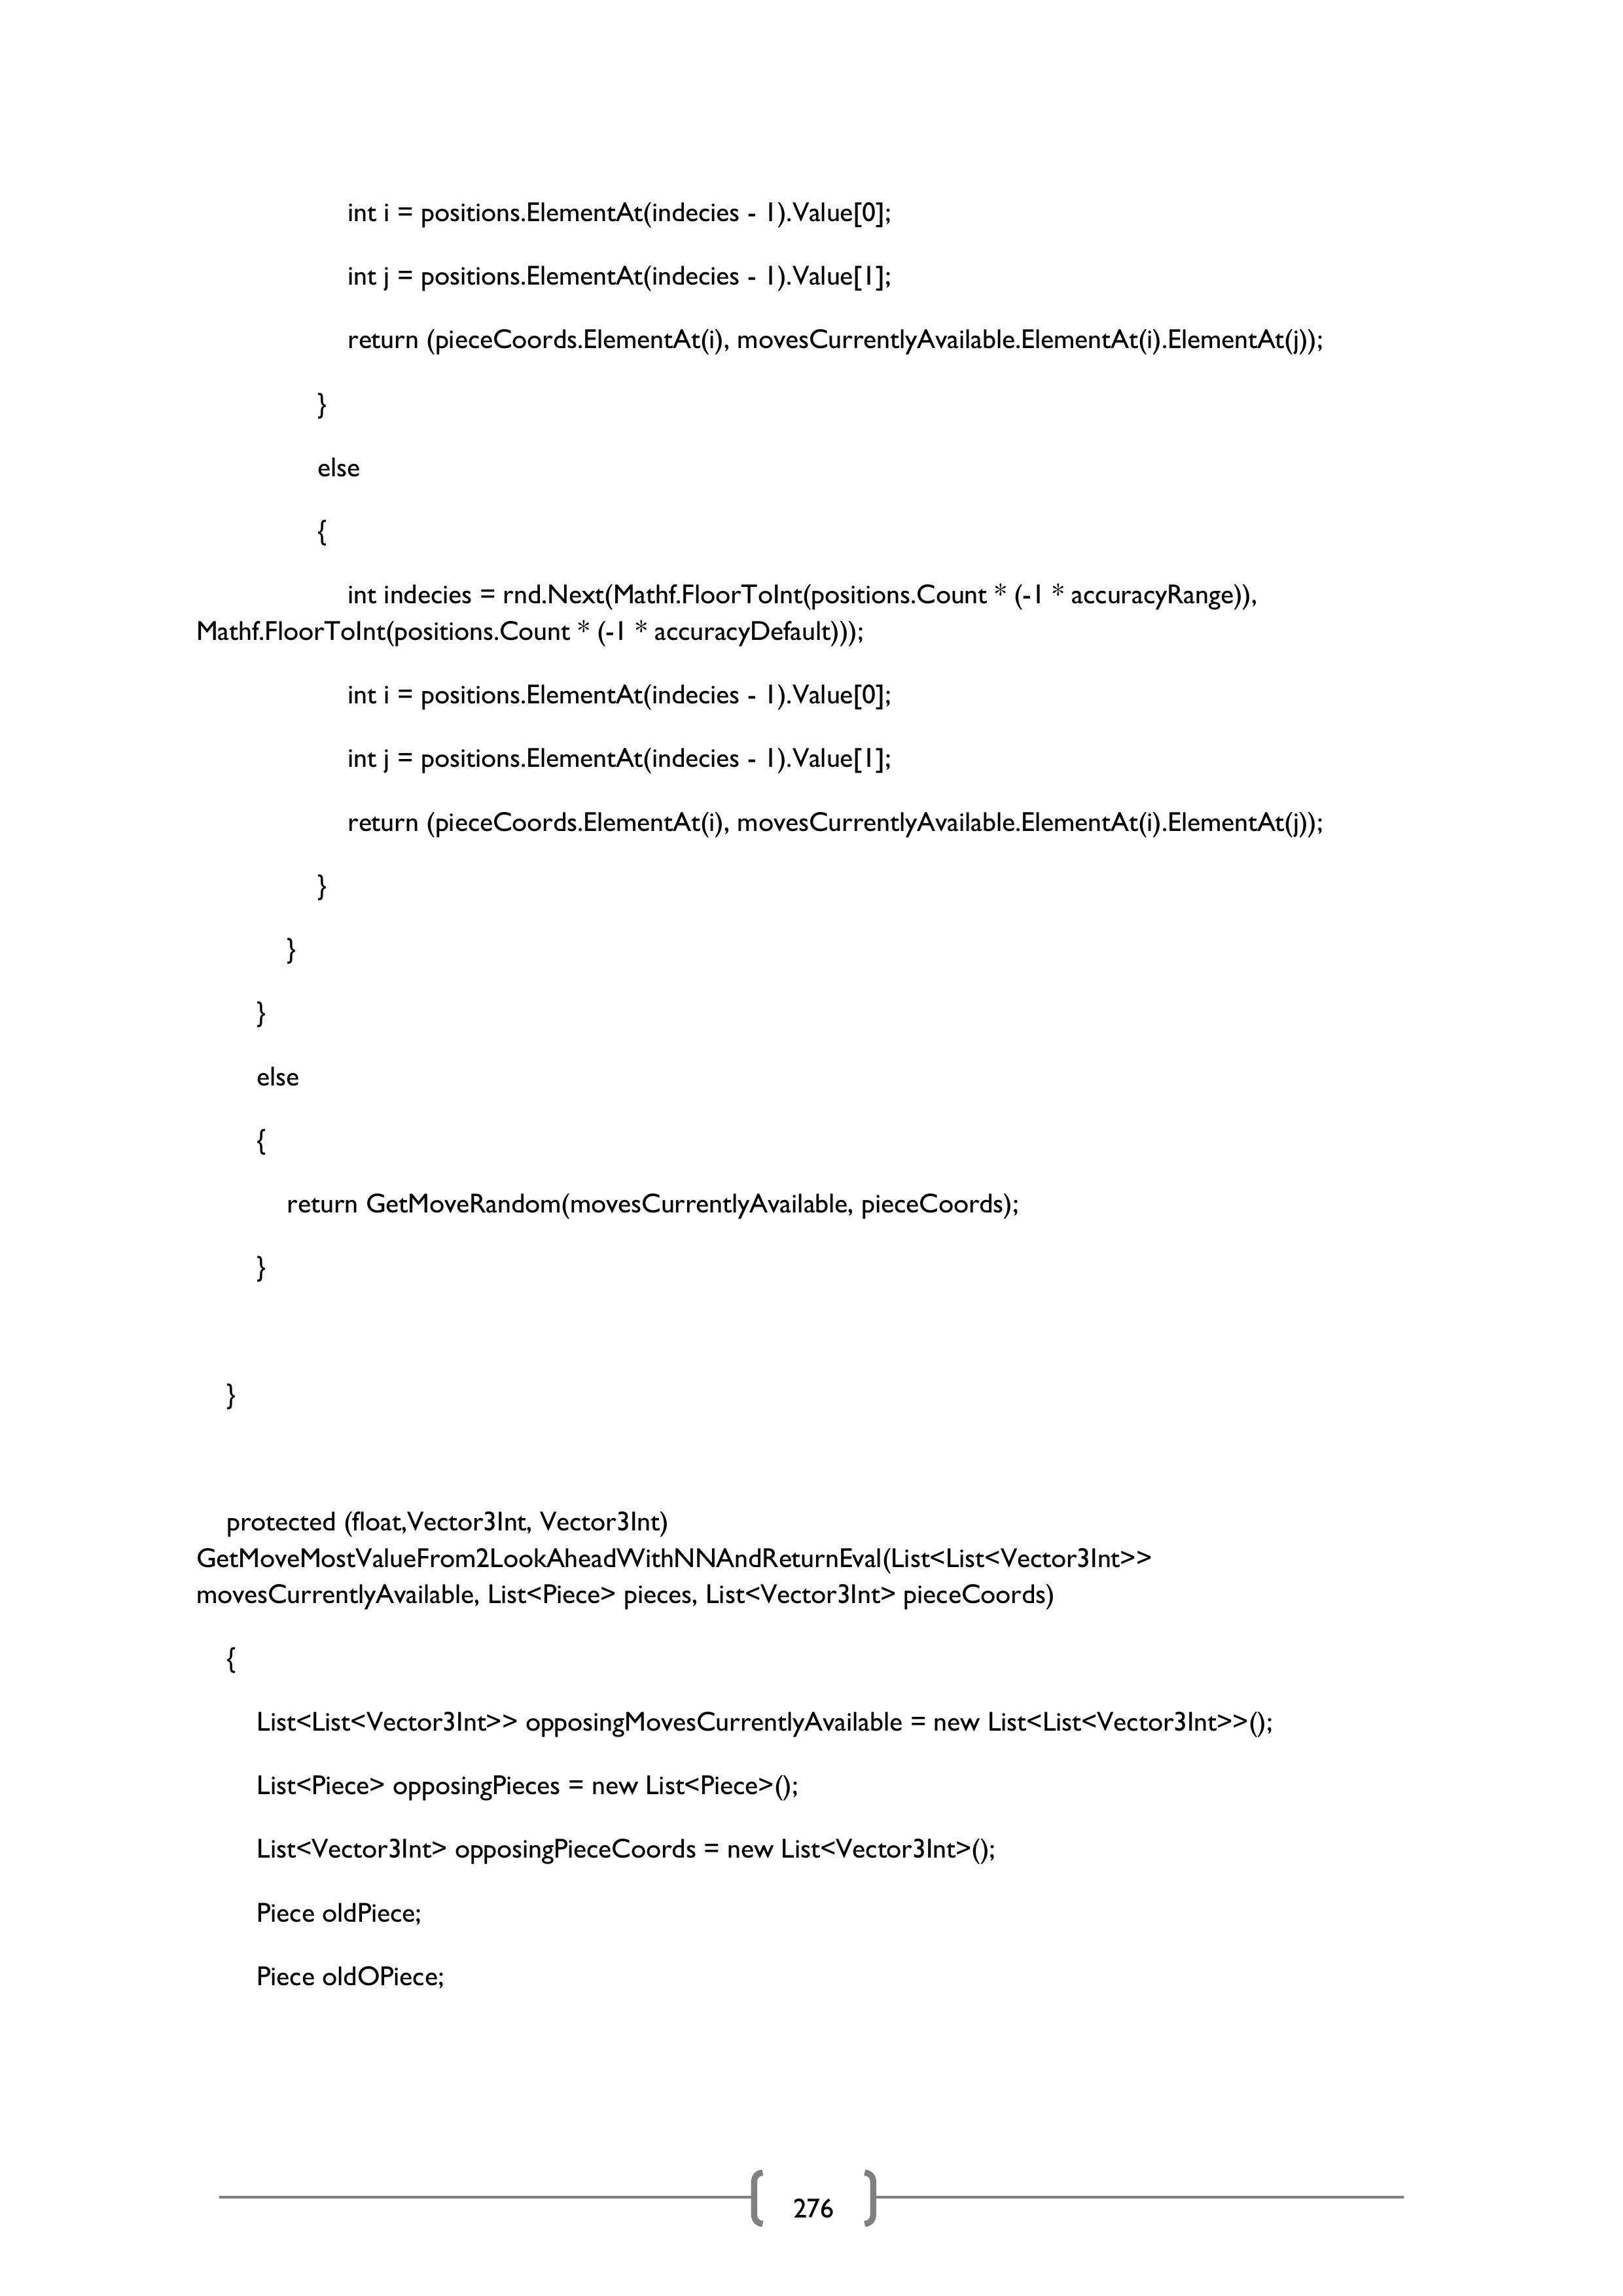 int i = positions.ElementAt(indecies - 1).Value[0];
int j = positions.ElementAt(indecies - 1).Value[1];
return (pieceCoords.ElementAt(i), movesCurrentlyAvailable.ElementAt(i).ElementAt(j));
}
else
{
int indecies = rnd.Next(Mathf.FloorToInt(positions.Count * (-1 * accuracyRange)),
Mathf.FloorToInt(positions.Count * (-1 * accuracyDefault)));
int i = positions.ElementAt(indecies - 1).Value[0];
int j = positions.ElementAt(indecies - 1).Value[1];
return (pieceCoords.ElementAt(i), movesCurrentlyAvailable.ElementAt(i).ElementAt(j));
}
}
}
else
{
return GetMoveRandom(movesCurrentlyAvailable, pieceCoords);
}
}
protected (float,Vector3Int, Vector3Int)
GetMoveMostValueFrom2LookAheadWithNNAndReturnEval(List<List<Vector3Int>>
movesCurrentlyAvailable, List<Piece> pieces, List<Vector3Int> pieceCoords)
{
List<List<Vector3Int>> opposingMovesCurrentlyAvailable = new List<List<Vector3Int>>();
List<Piece> opposingPieces = new List<Piece>();
List<Vector3Int> opposingPieceCoords = new List<Vector3Int>();
Piece oldPiece;
Piece oldOPiece;
276